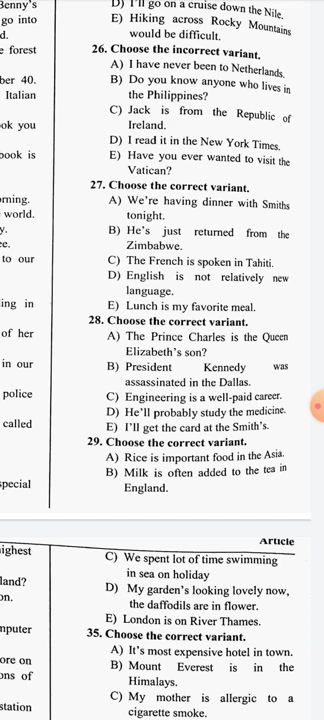 Benny's
go into
d.
e forest
ber 40.
Italian
ok you
book is
rning.
world.
y.
ee.
to our
ing in
of her
in our
police
called
special
D) I'll go on a cruise down the Nile.
E) Hiking across Rocky Mountains
would be difficult.
26. Choose the incorrect variant.
A) I have never been to Netherlands.
B) Do you know anyone who lives in
the Philippines?
C) Jack is from the Republic of
Ireland.
D) I read it in the New York Times.
E) Have you ever wanted to visit the
Vatican?
27. Choose the correct variant.
A) We're having dinner with Smiths
tonight.
B) He's just returned from the
Zimbabwe.
C) The French is spoken in Tahiti.
D) English is not relatively new
language.
E) Lunch is my favorite meal.
28. Choose the correct variant.
A) The Prince Charles is the Queen
Elizabeth's son?
B) President Kennedy was
assassinated in the Dallas.
C) Engineering is a well-paid career.
D) He'll probably study the medicine.
E) I'll get the card at the Smith's.
29. Choose the correct variant.
A) Rice is important food in the Asia.
B) Milk is often added to the tea in
England.
Article
ighest
land?
on.
mputer
ore on
ons of
station
C) We spent lot of time swimming
in sea on holiday
D) My garden's looking lovely now,
the daffodils are in flower.
E) London is on River Thames.
35. Choose the correct variant.
A) It's most expensive hotel in town.
B) Mount Everest is in the
Himalays.
C) My mother is allergic to a
cigarette smoke.